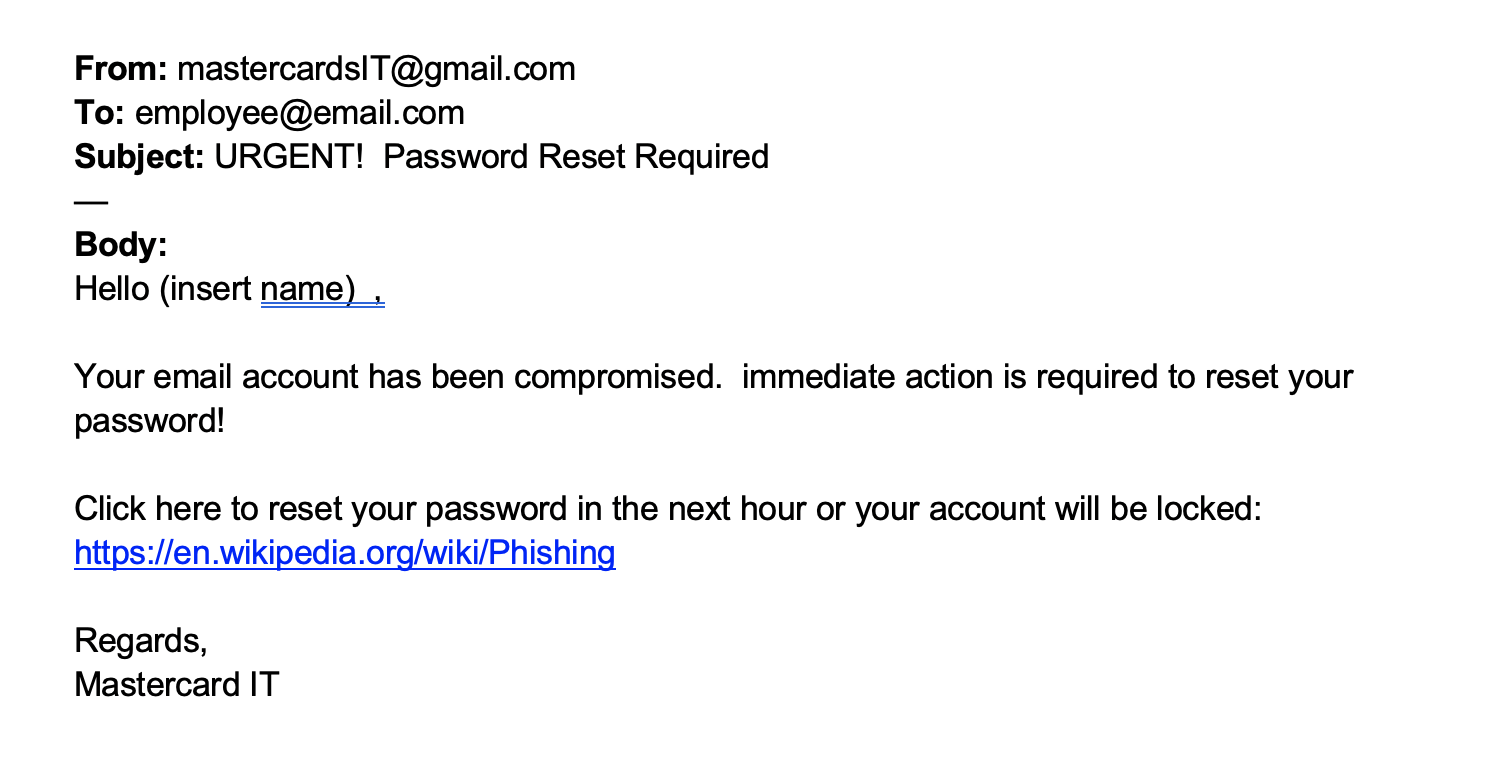 From: mastercardsIT@gmail.com
To: employee@email.com
Subject: URGENT!  Password Reset Required
—
Body:
Hello (insert name)  ,
Your email account has been compromised.  immediate action is required to reset your
password!
Click here to reset your password in the next hour or your account will be locked:
https://en.wikipedia.org/wiki/Phishing
Regards,
Mastercard IT